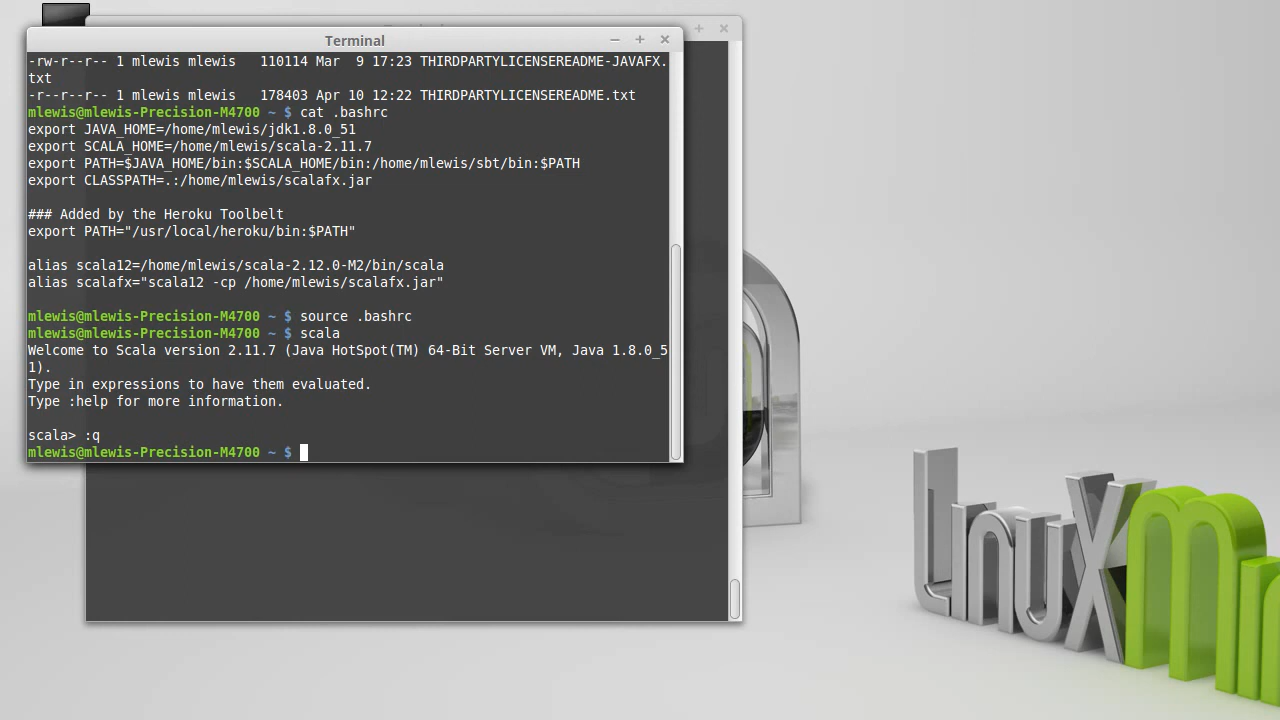 Terminal
-rw-r--r-- 1 mlewis mlewis   110114 Mar  9 17:23 THIRDPARTYLICENSEREADME-JAVAFX.
txt
-r--r--r-- 1 mlewis mlewis   178403 Apr 10 12:22 THIRDPARTYLICENSEREADME.txt
mlewis@mlewis-Precision-M4700 ~ $ cat .bashrc
export JAVA_HOME=/home/mlewis/jdk1.8.0_51
export SCALA_HOME=/home/mlewis/scala-2.11.7
export PATH=$JAVA_HOME/bin:$SCALA_HOME/bin:/home/mlewis/sbt/bin:$PATH
export CLASSPATH=.:/home/mlewis/scalafx.jar
### Added by the Heroku Toolbelt
export PATH="/usr/local/heroku/bin:$PATH"
alias scala12=/home/mlewis/scala-2.12.0-M2/bin/scala
alias scalafx="scala12 -cp /home/mlewis/scalafx.jar"
mlewis@mlewis-Precision-M4700 ~ $ source .bashrc
mlewis@mlewis-Precision-M4700 ~ $ scala
Welcome to Scala version 2.11.7 (Java HotSpot(TM) 64-Bit Server VM, Java 1.8.0_5
1).
Type in expressions to have them evaluated.
Type :help for more information.
scala> :q
mlewis@mlewis-Precision-M4700 ~ $
Linux Min